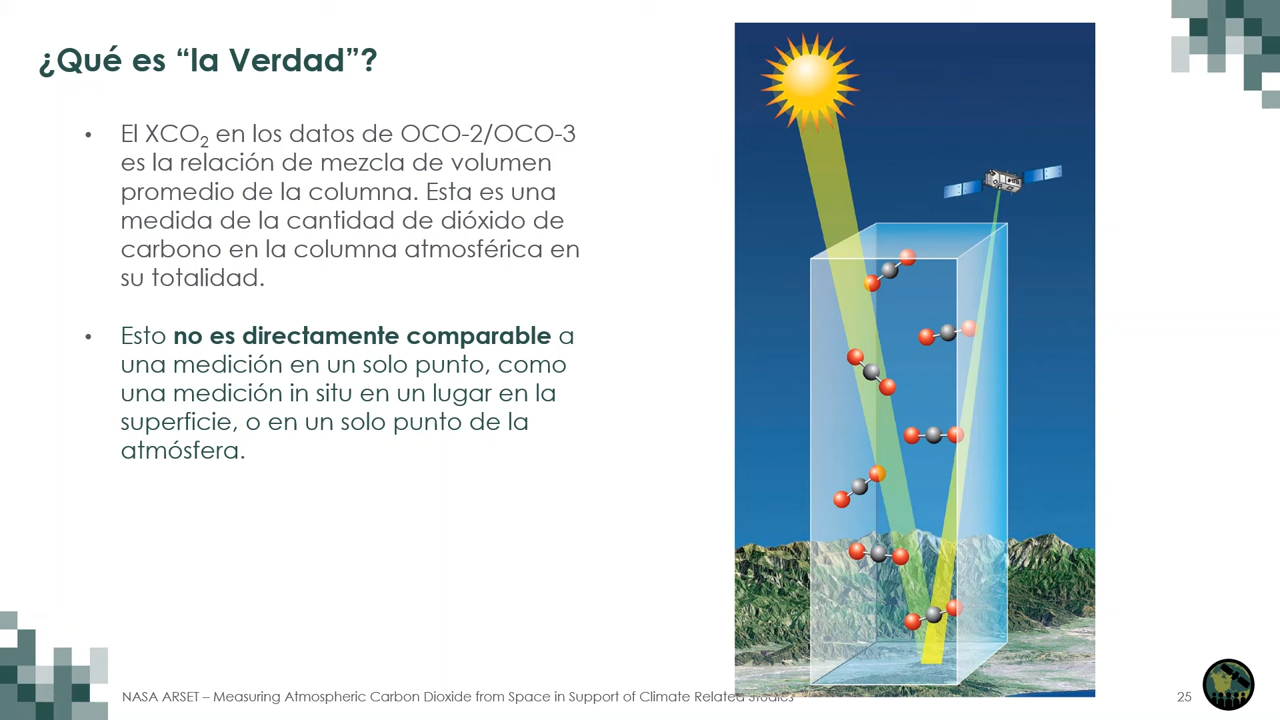 ¿Qué es “la Verdad”?
• El XCO₂ en los datos de OCO-2/OCO-3
es la relación de mezcla de volumen
promedio de la columna. Esta es una
medida de la cantidad de dióxido de
carbono en la columna atmosférica en
su totalidad.
• Esto no es directamente comparable a
una medición en un solo punto, como
una medición in situ en un lugar en la
superficie, o en un solo punto de la
atmósfera.
NASA ARSET – Measuring Atmospheric Carbon Dioxide from Space in Support of Climate Related Studies
25